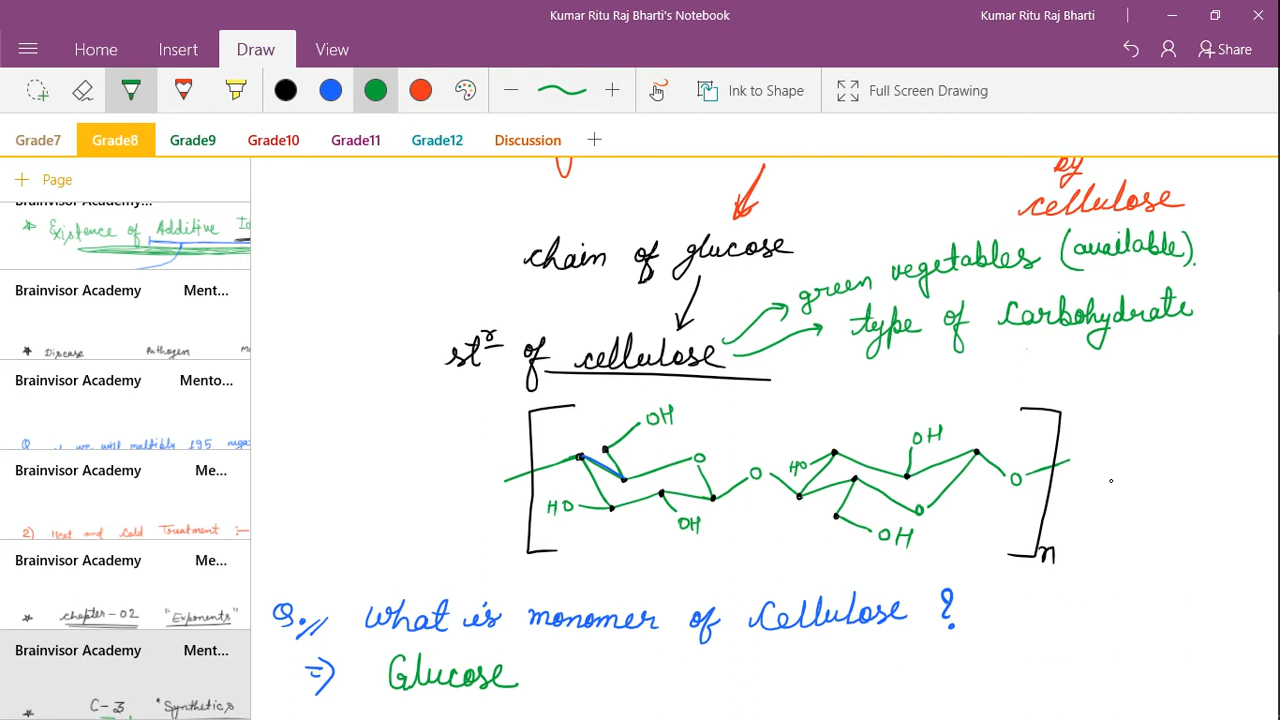 Kumar Ritu Raj Bharti's Notebook
Kumar Ritu Raj Bharti
Home Insert Draw View
Share
Ink to Shape
Full Screen Drawing
Grade7 Grade8 Grade9 Grade10 Grade11 Grade12 Discussion
Page
Brainvisor Academy...
Existence of Additive
Brainvisor Academy Ment...
Disease Pathogen
Brainvisor Academy Mento...
Brainvisor Academy Me...
2) Heat and Cold Treatment :-
Brainvisor Academy Me...
chapter-02 "Exponents"
Brainvisor Academy Ment...
C-3 "Synthetics
by
cellulose
chain of glucose
green vegetables (available).
type of Carbohydrate
str of cellulose
OH
O
HO
OH
O
HO
OH
O
OH
O
n
Q.// What is monomer of Cellulose ?
⇒ Glucose